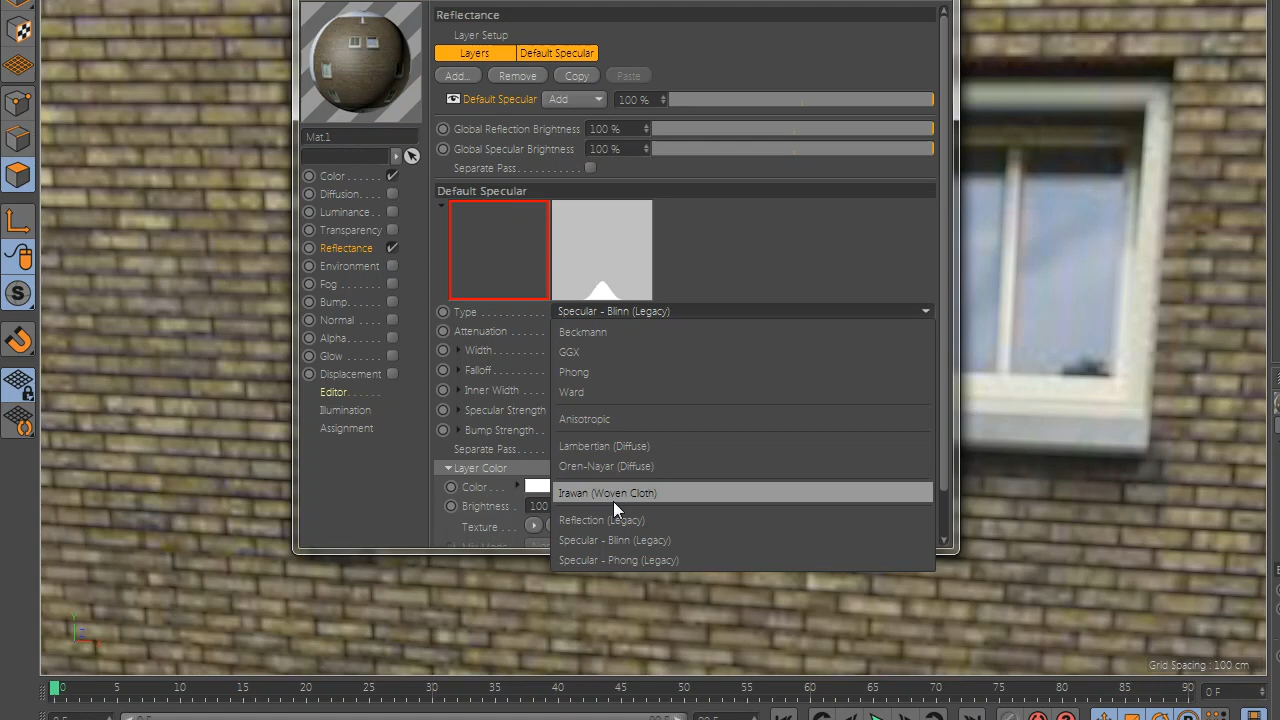 Reflectance
Layer Setup
Layers Default Specular
Add... Remove Copy Paste
Default Specular Add 100 %
Mat.1
Global Reflection Brightness 100 %
Global Specular Brightness 100 %
Separate Pass . . . . . . . . . . .
Color . . . . . .
Diffusion . . . .
Luminance . .
Transparency
Reflectance
Environment
Fog . . . . . . .
Bump. . . . . .
Normal . . . . .
Alpha. . . . . .
Glow . . . . . .
Displacement
Editor. . . . . .
Illumination
Assignment
Default Specular
Type . . . . . . . . . . . Specular - Blinn (Legacy)
Attenuation . . . . . . .
Width. . . . . . . . .
Falloff . . . . . . . . .
Inner Width . . . .
Specular Strength
Bump Strength. .
Separate Pass. . . . .
Beckmann
GGX
Phong
Ward
Anisotropic
Lambertian (Diffuse)
Oren-Nayar (Diffuse)
Irawan (Woven Cloth)
Reflection (Legacy)
Specular - Blinn (Legacy)
Specular - Phong (Legacy)
Layer Color
Color . . .
Brightness . 100
Texture . . .
S
Grid Spacing : 100 cm
0 5 10 15 20 25 30 35 40 45 50 55 60 65 70 75 80 85 90 0 F